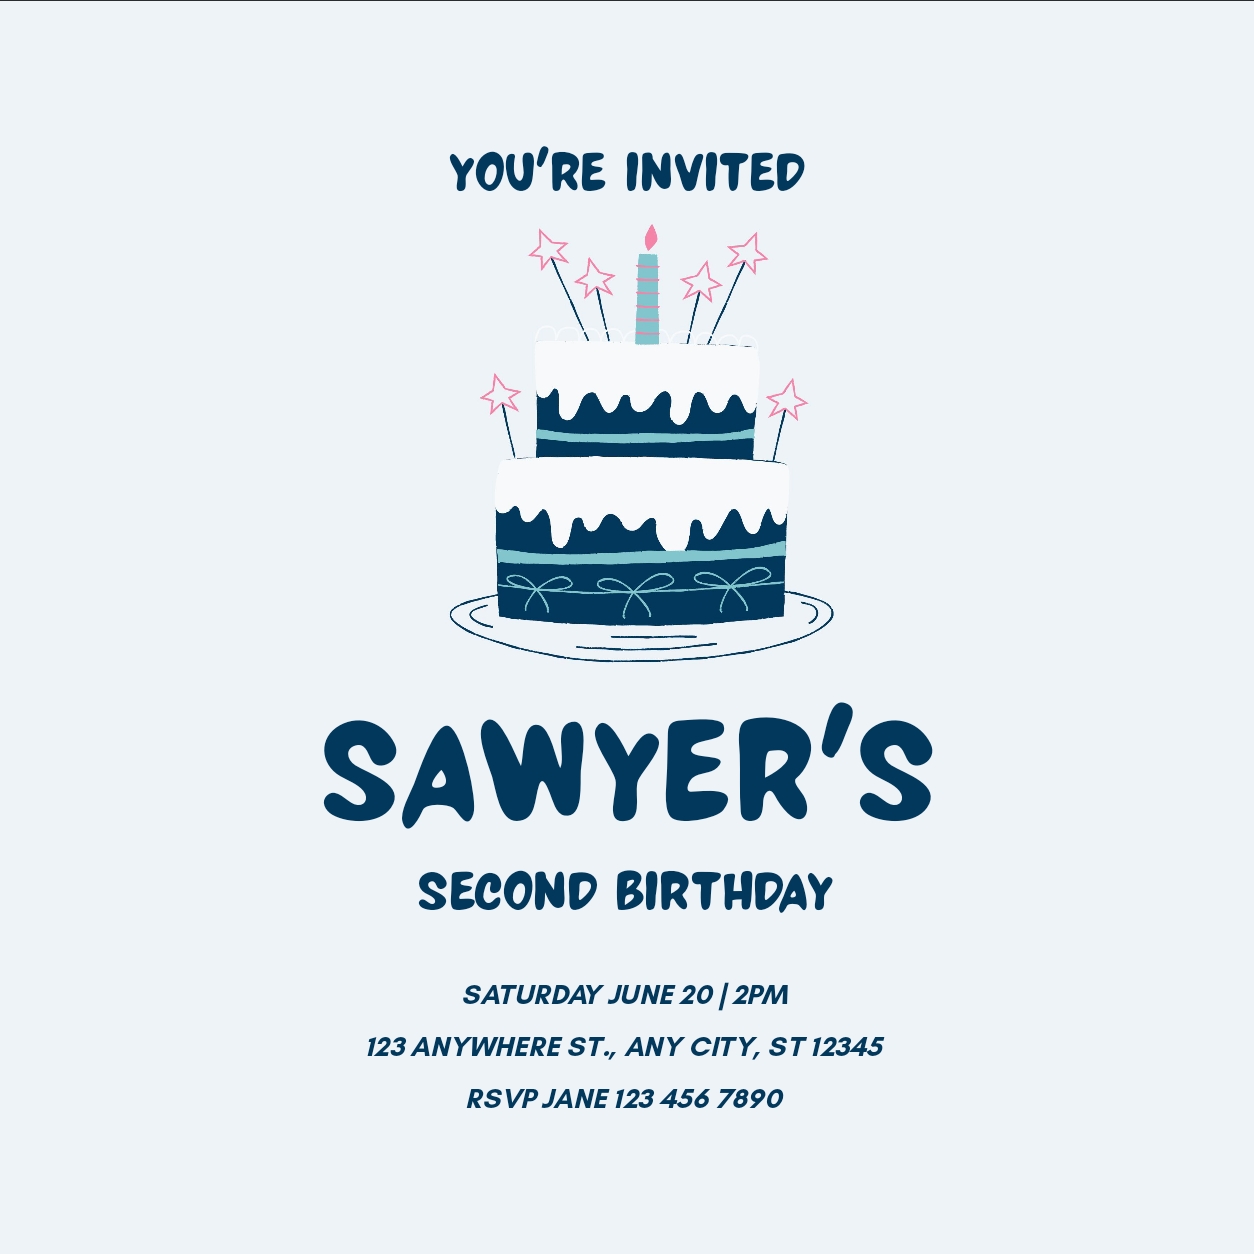 YOU'RE INVITED
SAWYER'S
SECOND BIRTHDAY
SATURDAY JUNE 20 | 2PM
123 ANYWHERE ST., ANY CITY, ST 12345
RSVP JANE 123 456 7890